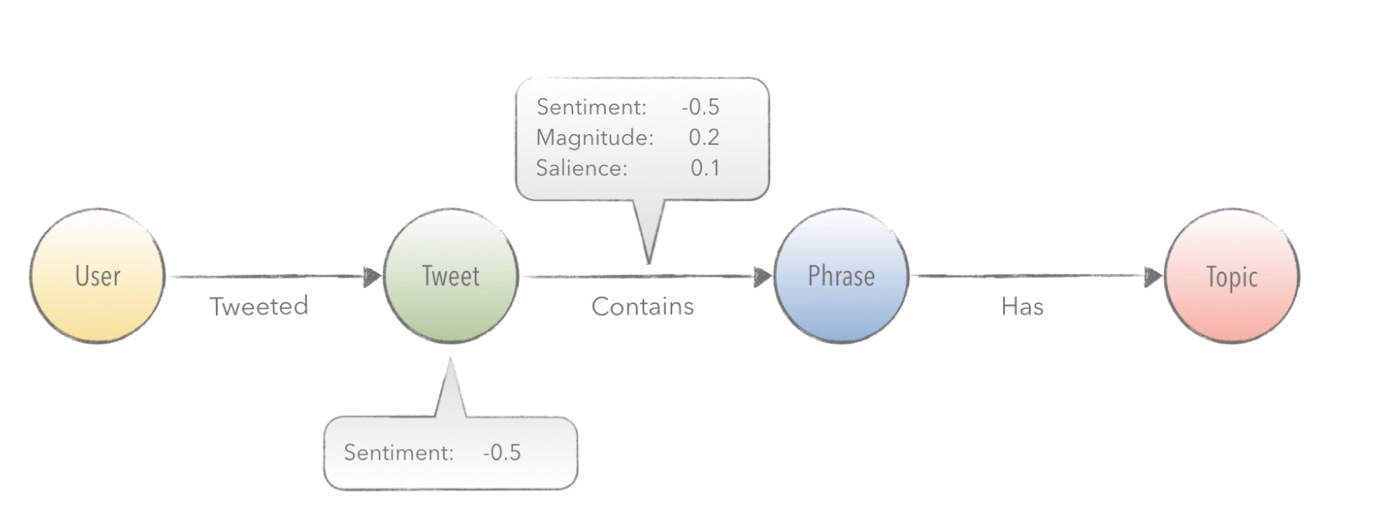 Sentiment: -0.5
Magnitude: 0.2
Salience: 0.1
User
Tweeted
Tweet
Contains
Phrase
Has
Topic
Sentiment: -0.5